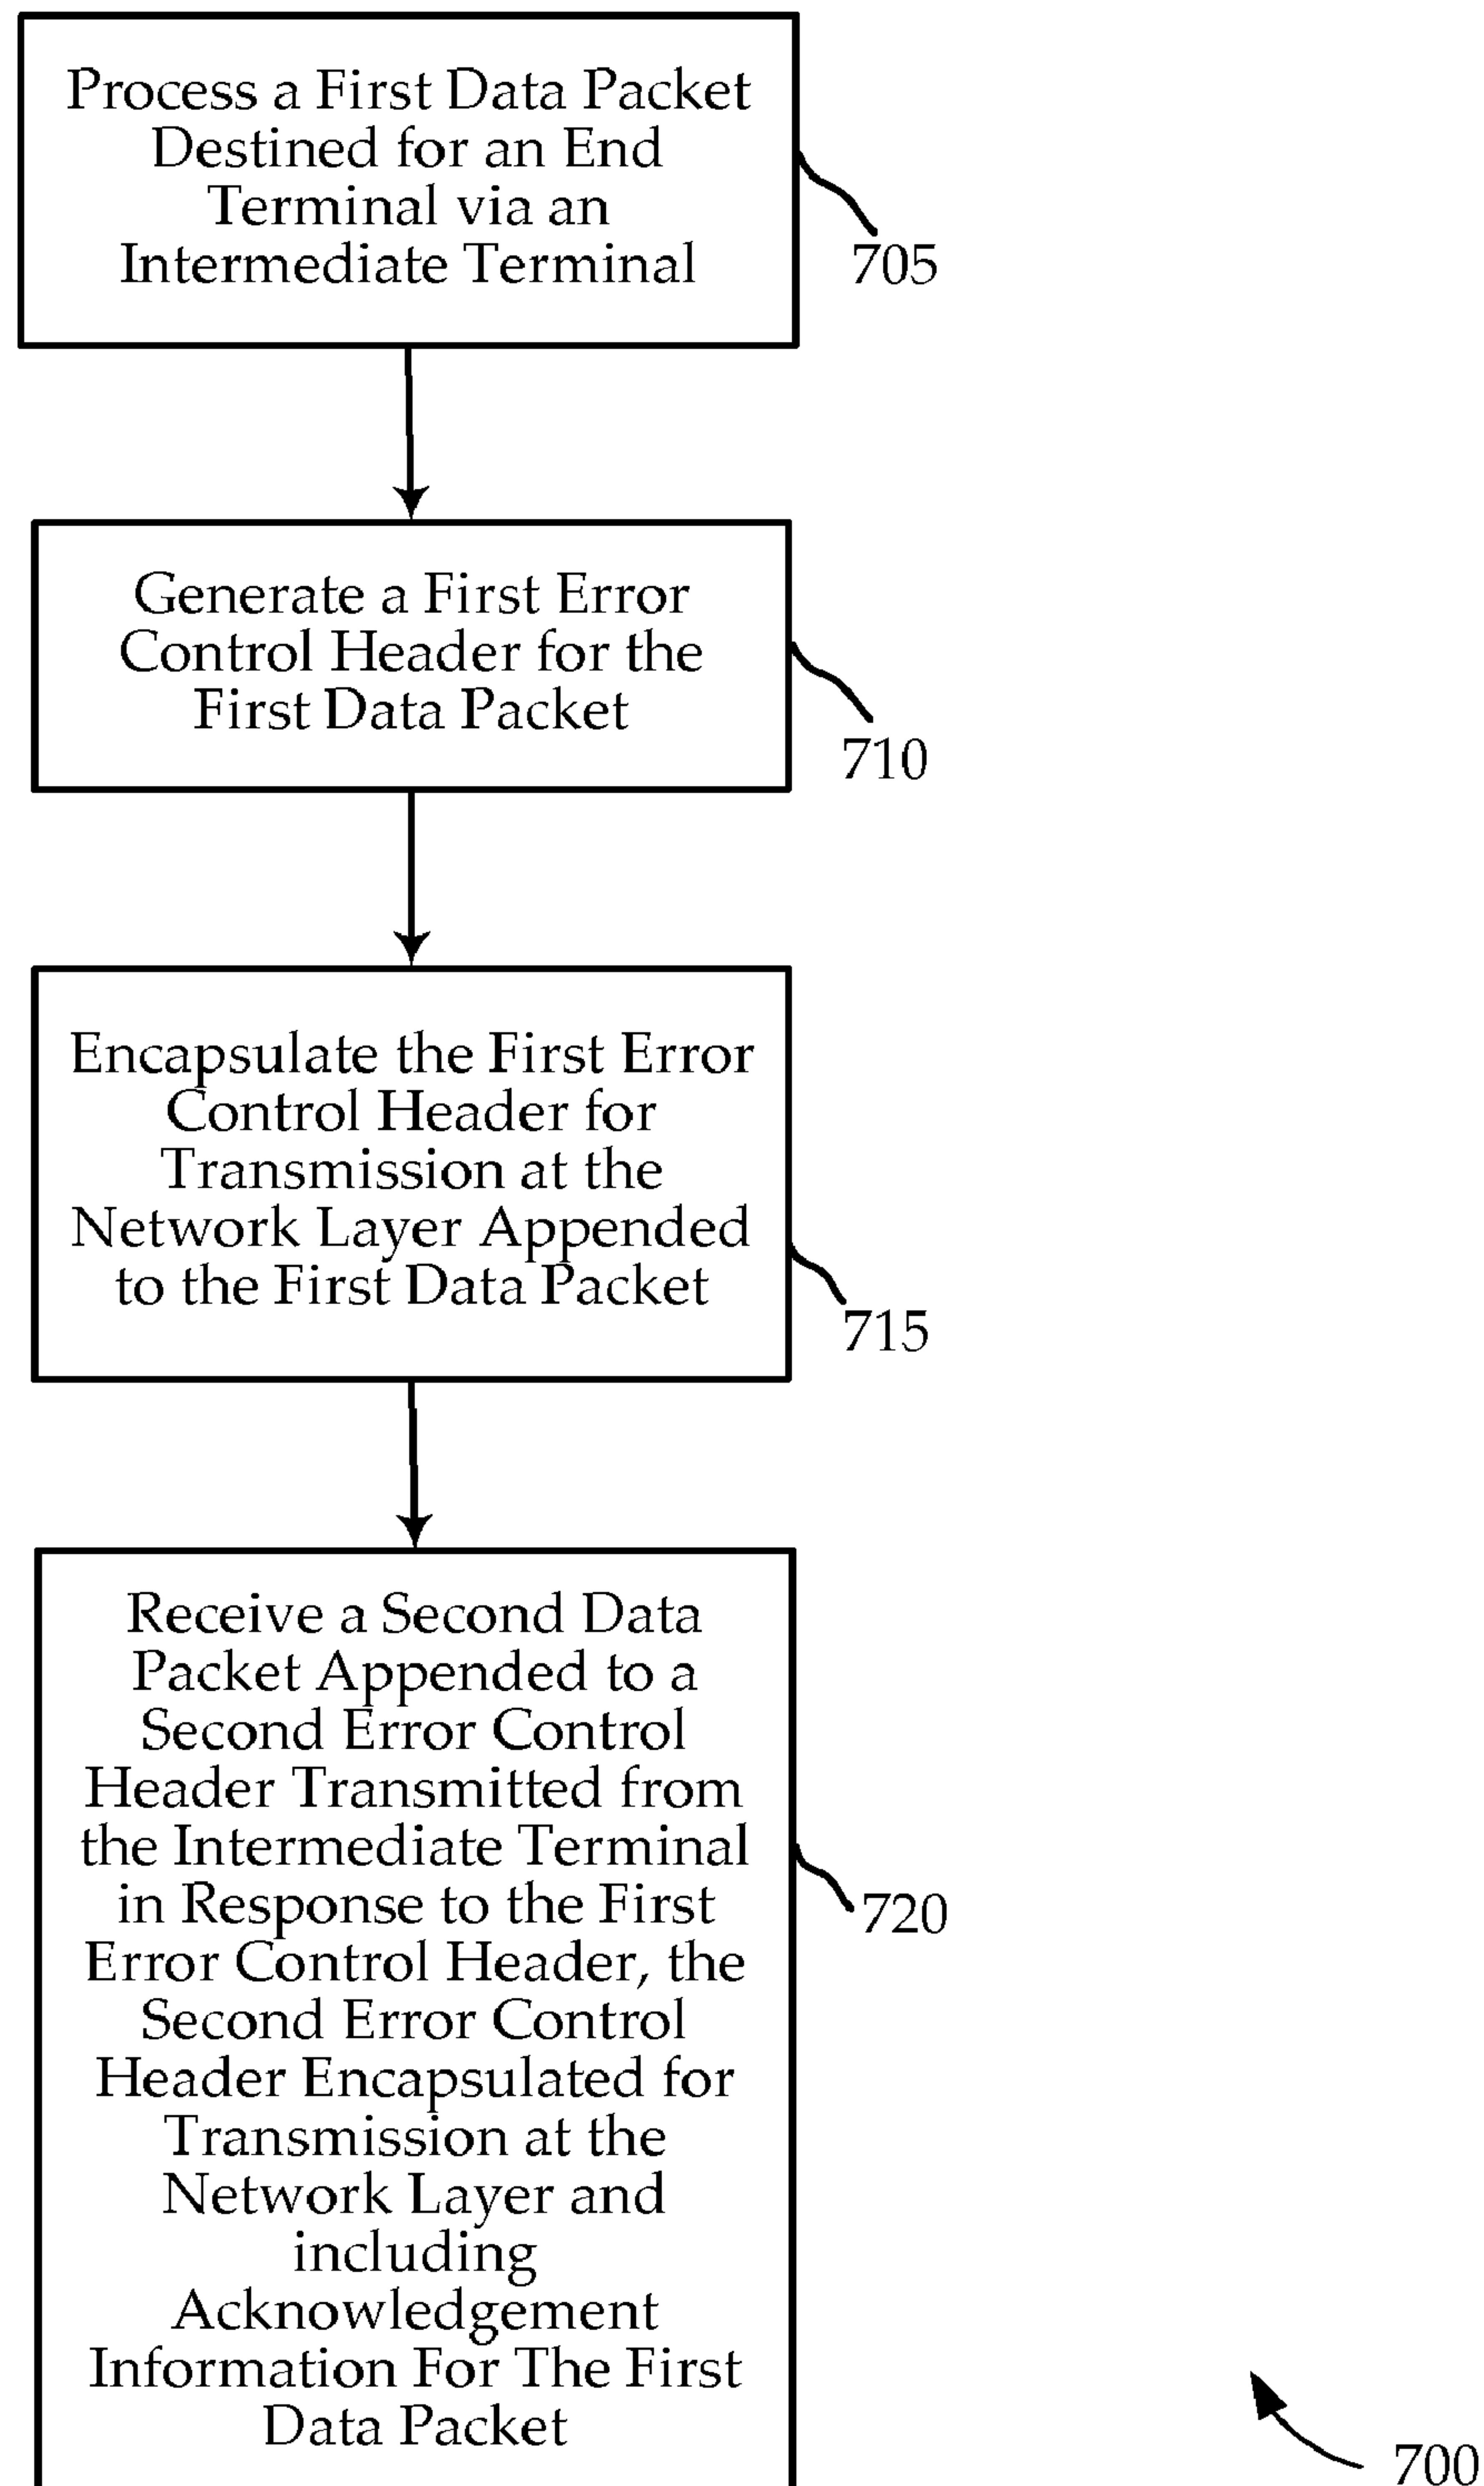 Process a First Data Packet
Destined for an End
Terminal via an
Intermediate Terminal
705
Generate a First Error
Control Header for the
First Data Packet
710
Encapsulate the First Error
Control Header for
Transmission at the
Network Layer Appended
to the First Data Packet
715
Receive a Second Data
Packet Appended to a
Second Error Control
Header Transmitted from
the Intermediate Terminal
in Response to the First
Error Control Header, the
Second Error Control
Header Encapsulated for
Transmission at the
Network Layer and
including
Acknowledgement
Information For The First
Data Packet
720
700